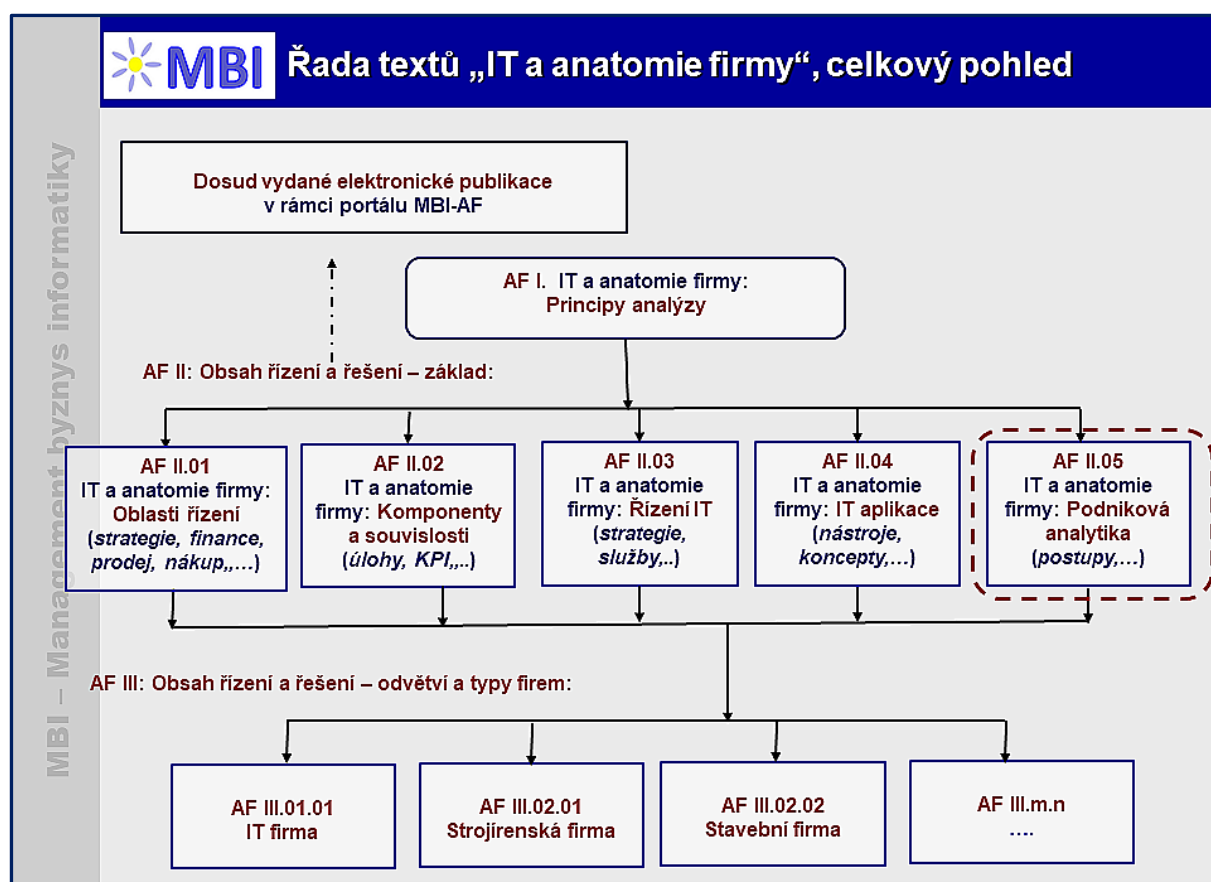 MBI
Řada textů „IT a anatomie firmy“, celkový pohled
MBI – Management byznys informatiky
Dosud vydané elektronické publikace
v rámci portálu MBI-AF
AF I. IT a anatomie firmy:
Principy analýzy
AF II: Obsah řízení a řešení – základ:
AF II.01
IT a anatomie firmy:
Oblasti řízení
(strategie, finance,
prodej, nákup,,…)
AF II.02
IT a anatomie
firmy: Komponenty
a souvislosti
(úlohy, KPI,,..)
AF II.03
IT a anatomie
firmy: Řízení IT
(strategie,
služby,..)
AF II.04
IT a anatomie
firmy: IT aplikace
(nástroje,
koncepty,…)
AF II.05
IT a anatomie
firmy: Podniková
analytika
(postupy,…)
AF III: Obsah řízení a řešení – odvětví a typy firem:
AF III.01.01
IT firma
AF III.02.01
Strojírenská firma
AF III.02.02
Stavební firma
AF III.m.n
….